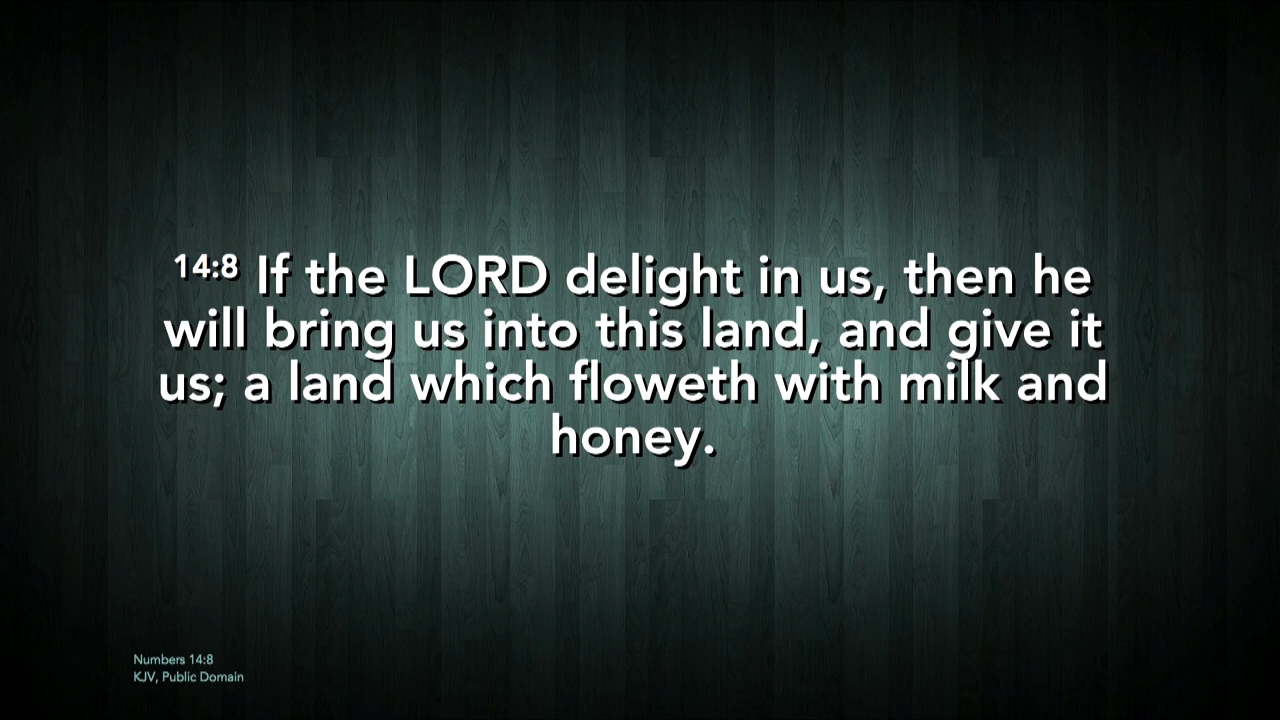 14:8 If the LORD delight in us, then he
will bring us into this land, and give it
us; a land which floweth with milk and
honey.
Numbers 14:8
KJV, Public Domain